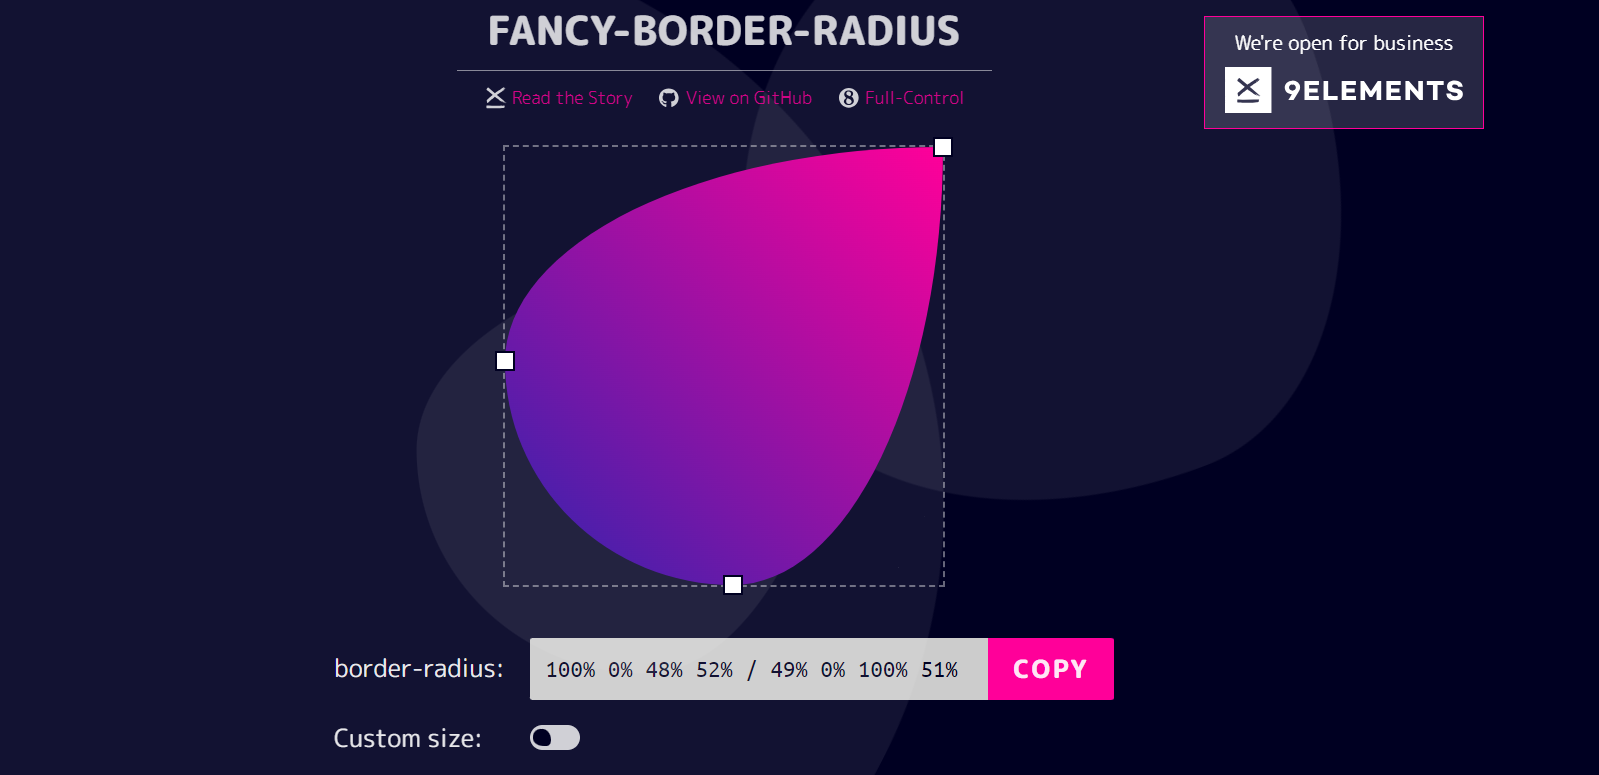 FANCY-BORDER-RADIUS
We're open for business
9ELEMENTS
Read the Story View on GitHub Full-Control
border-radius: 100% 0% 48% 52% / 49% 0% 100% 51% COPY
Custom size: